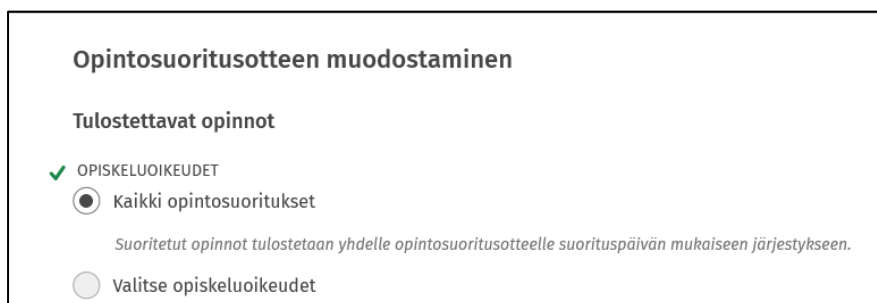 Opintosuoritusotteen muodostaminen
Tulostettavat opinnot
OPISKELUOIKEUDET
Kaikki opintosuoritukset
Suoritetut opinnot tulostetaan yhdelle opintosuoritusotteelle suorituspäivän mukaiseen järjestykseen.
Valitse opiskeluoikeudet